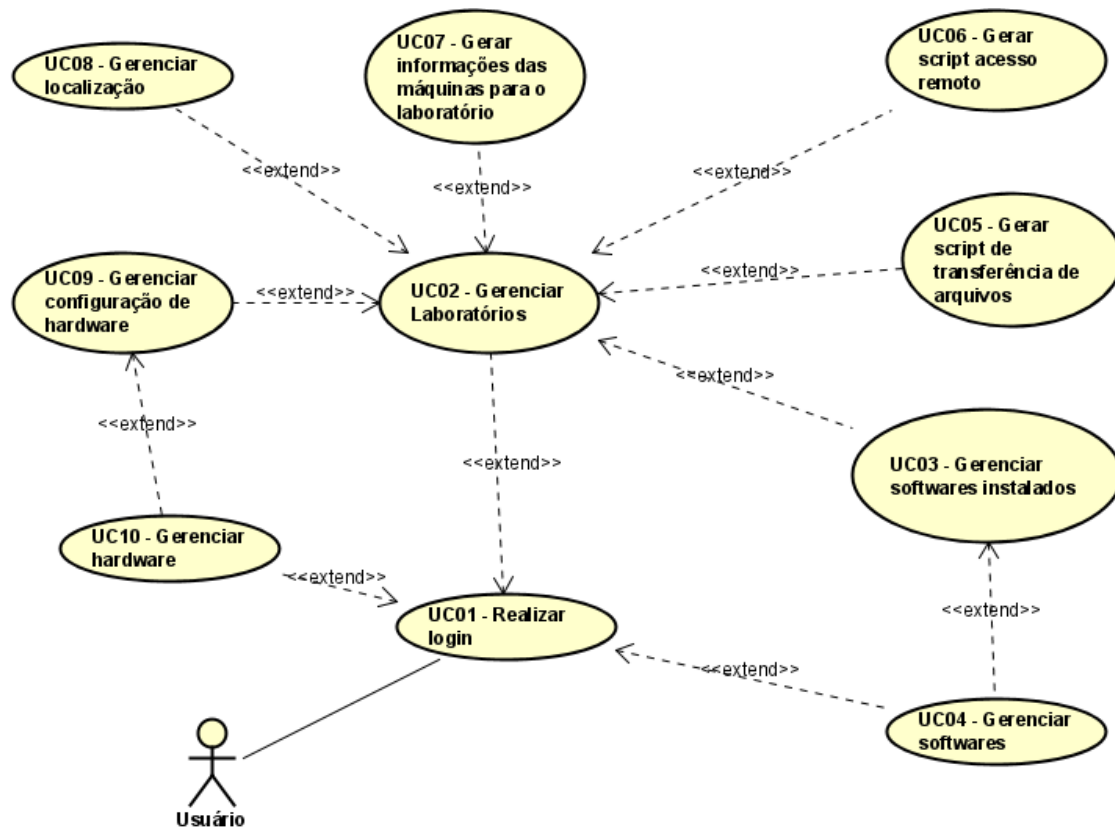 UC08 - Gerenciar
localização
UC07 - Gerar
informações das
máquinas para o
laboratório
UC06 - Gerar
script acesso
remoto
<<extend>>
<<extend>>
<<extend>>
UC05 - Gerar
script de
transferência de
arquivos
UC09 - Gerenciar
configuração de
hardware
<<extend>>
UC02 - Gerenciar
Laboratórios
<<extend>>
<<extend>>
<<extend>>
<<extend>>
UC03 - Gerenciar
softwares instalados
UC10 - Gerenciar
hardware
<<extend>>
UC01 - Realizar
login
<<extend>>
<<extend>>
UC04 - Gerenciar
softwares
Usuário